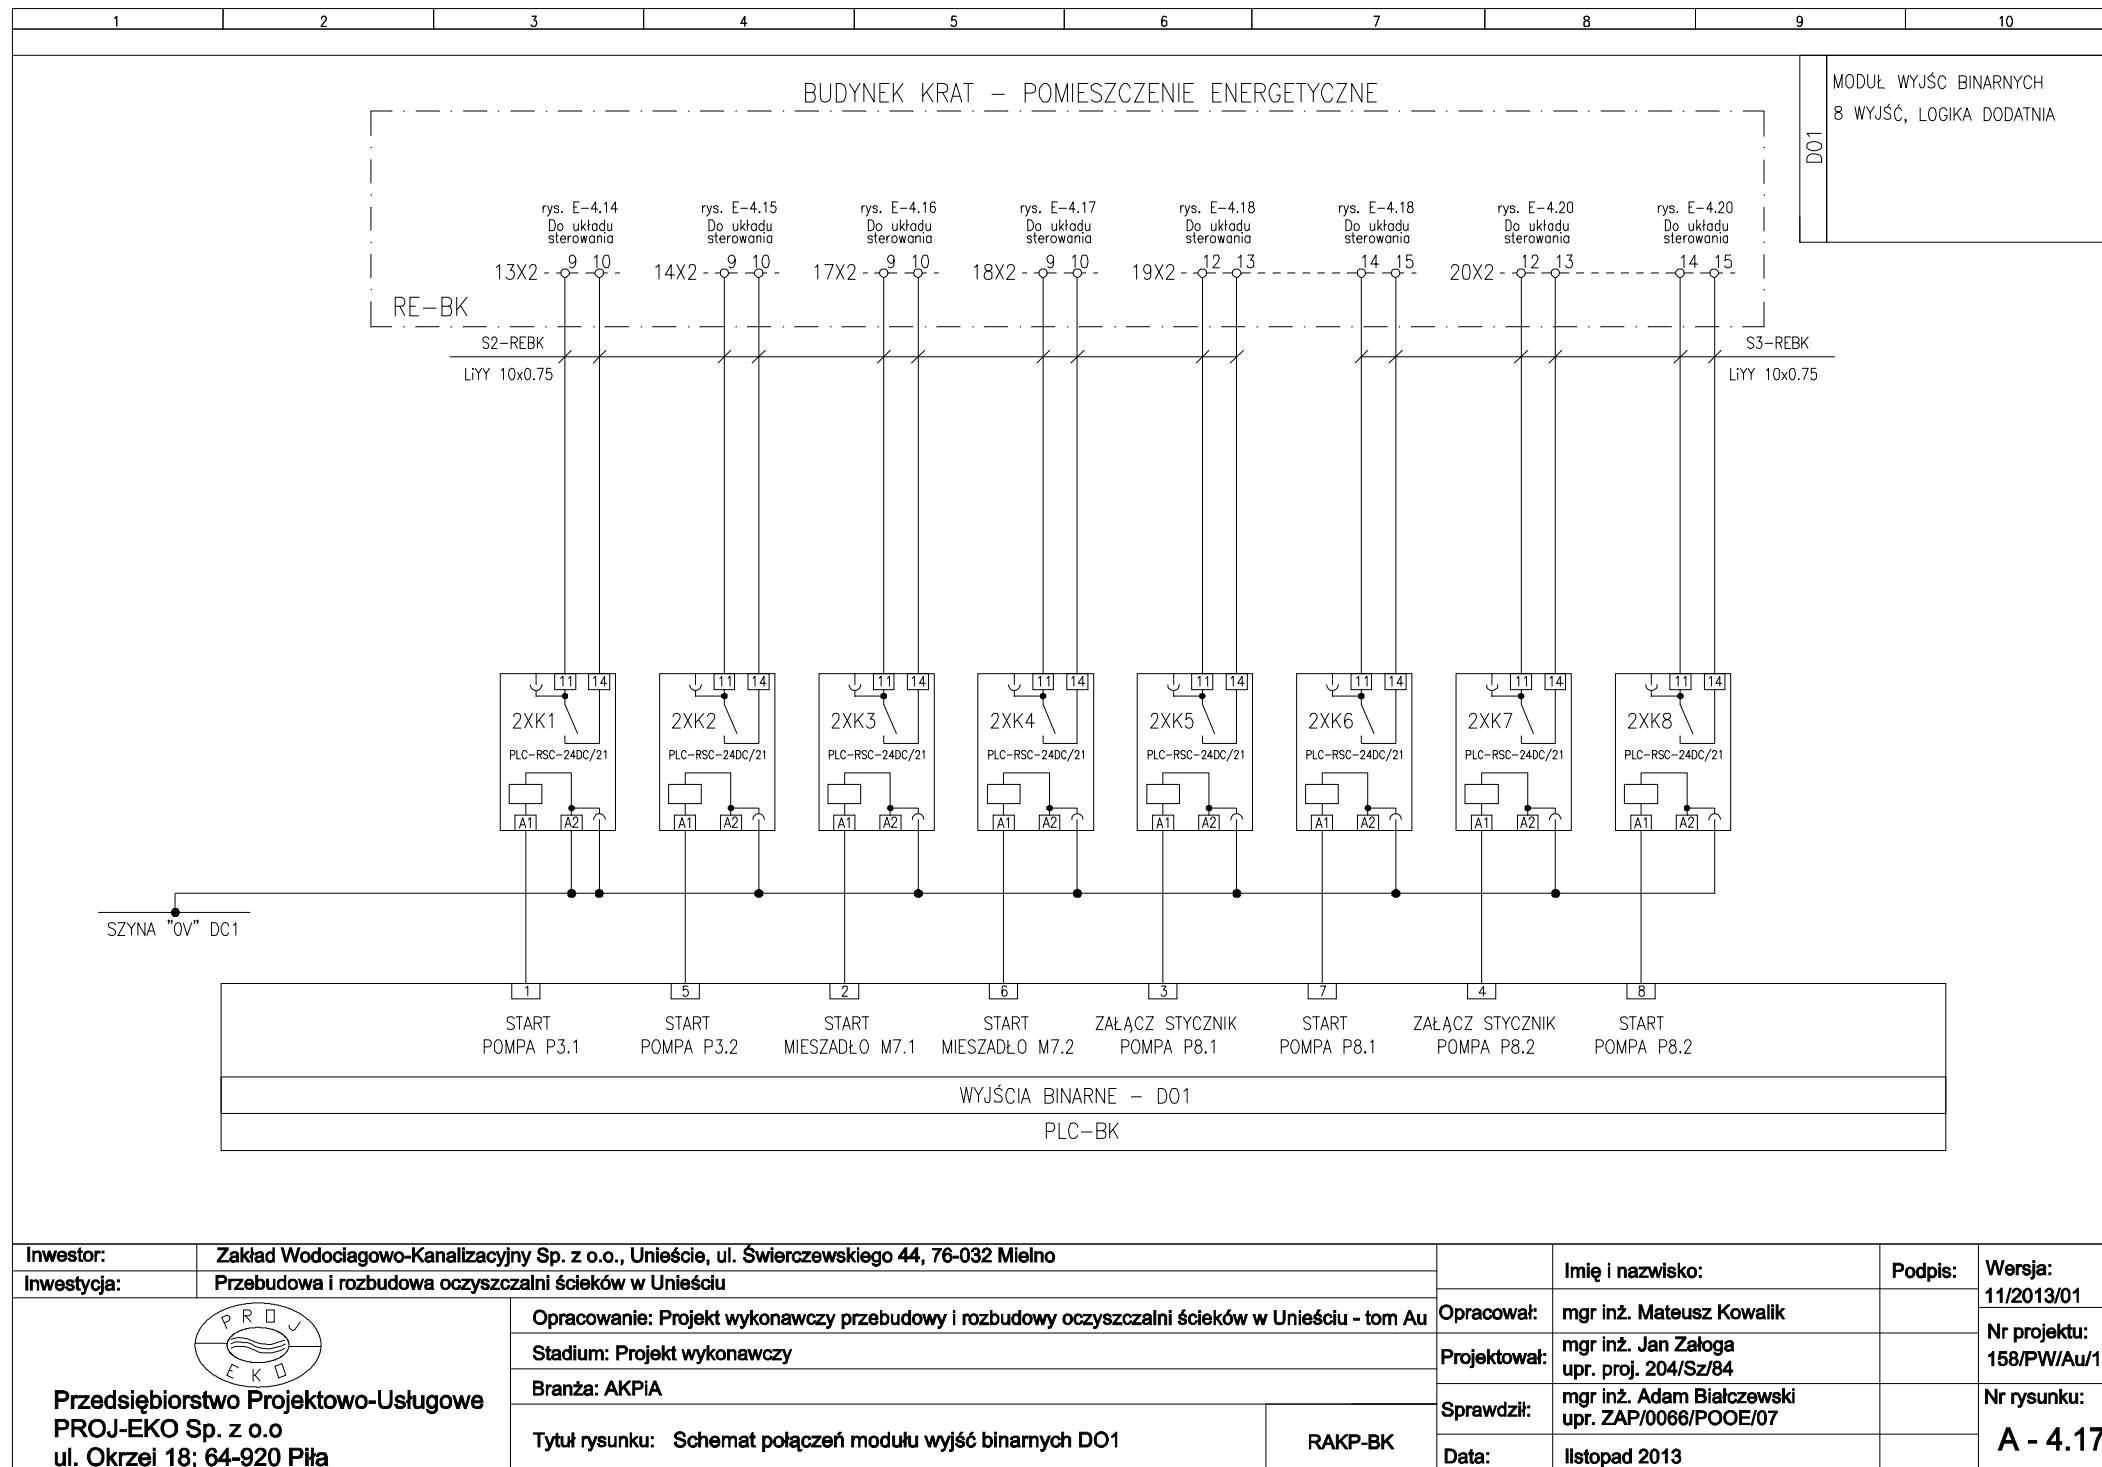 1 2 3 4 5 6 7 8 9 10
BUDYNEK KRAT – POMIESZCZENIE ENERGETYCZNE
DO1
MODUŁ WYJŚC BINARNYCH
8 WYJŚĆ, LOGIKA DODATNIA
rys. E-4.14 rys. E-4.15 rys. E-4.16 rys. E-4.17 rys. E-4.18 rys. E-4.18 rys. E-4.20 rys. E-4.20
Do układu Do układu Do układu Do układu Do układu Do układu Do układu Do układu
sterowania sterowania sterowania sterowania sterowania sterowania sterowania sterowania
13X2 9 10 14X2 9 10 17X2 9 10 18X2 9 10 19X2 12 13 14 15 20X2 12 13 14 15
RE-BK
S2-REBK S3-REBK
LiYY 10x0.75 LiYY 10x0.75
11 14 11 14 11 14 11 14 11 14 11 14 11 14 11 14
2XK1 2XK2 2XK3 2XK4 2XK5 2XK6 2XK7 2XK8
PLC-RSC-24DC/21 PLC-RSC-24DC/21 PLC-RSC-24DC/21 PLC-RSC-24DC/21 PLC-RSC-24DC/21 PLC-RSC-24DC/21 PLC-RSC-24DC/21 PLC-RSC-24DC/21
A1 A2 A1 A2 A1 A2 A1 A2 A1 A2 A1 A2 A1 A2 A1 A2
SZYNA "0V" DC1
1 5 2 6 3 7 4 8
START START START START ZAŁĄCZ STYCZNIK START ZAŁĄCZ STYCZNIK START
POMPA P3.1 POMPA P3.2 MIESZADŁO M7.1 MIESZADŁO M7.2 POMPA P8.1 POMPA P8.1 POMPA P8.2 POMPA P8.2
WYJŚCIA BINARNE – DO1
PLC-BK
Inwestor: Zakład Wodociagowo-Kanalizacyjny Sp. z o.o., Unieście, ul. Świerczewskiego 44, 76-032 Mielno
Inwestycja: Przebudowa i rozbudowa oczyszczalni ścieków w Unieściu
PROJ
EKO
Przedsiębiorstwo Projektowo-Usługowe
PROJ-EKO Sp. z o.o
ul. Okrzei 18; 64-920 Piła
Opracowanie: Projekt wykonawczy przebudowy i rozbudowy oczyszczalni ścieków w Unieściu - tom Au
Stadium: Projekt wykonawczy
Branża: AKPiA
Tytuł rysunku: Schemat połączeń modułu wyjść binarnych DO1
RAKP-BK
Imię i nazwisko: Podpis:
Opracował: mgr inż. Mateusz Kowalik
Projektował: mgr inż. Jan Załoga
upr. proj. 204/Sz/84
Sprawdził: mgr inż. Adam Białczewski
upr. ZAP/0066/POOE/07
Data: listopad 2013
Wersja:
11/2013/01
Nr projektu:
158/PW/Au/1
Nr rysunku:
A - 4.17